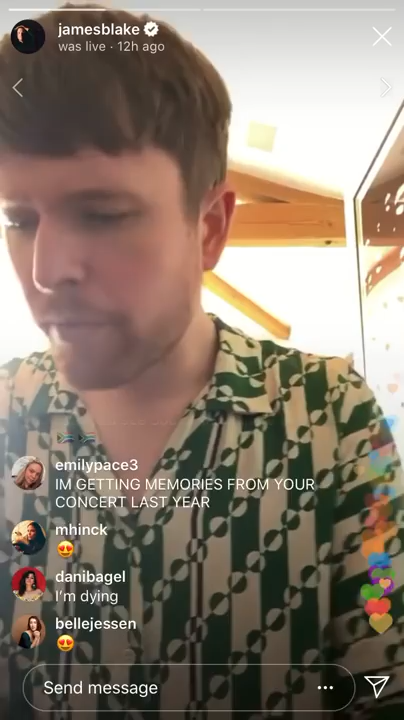 jamesblake
was live · 12h ago
emilypace3
IM GETTING MEMORIES FROM YOUR
CONCERT LAST YEAR
mhinck
😍
danibagel
I'm dying
bellejessen
😍
Send message